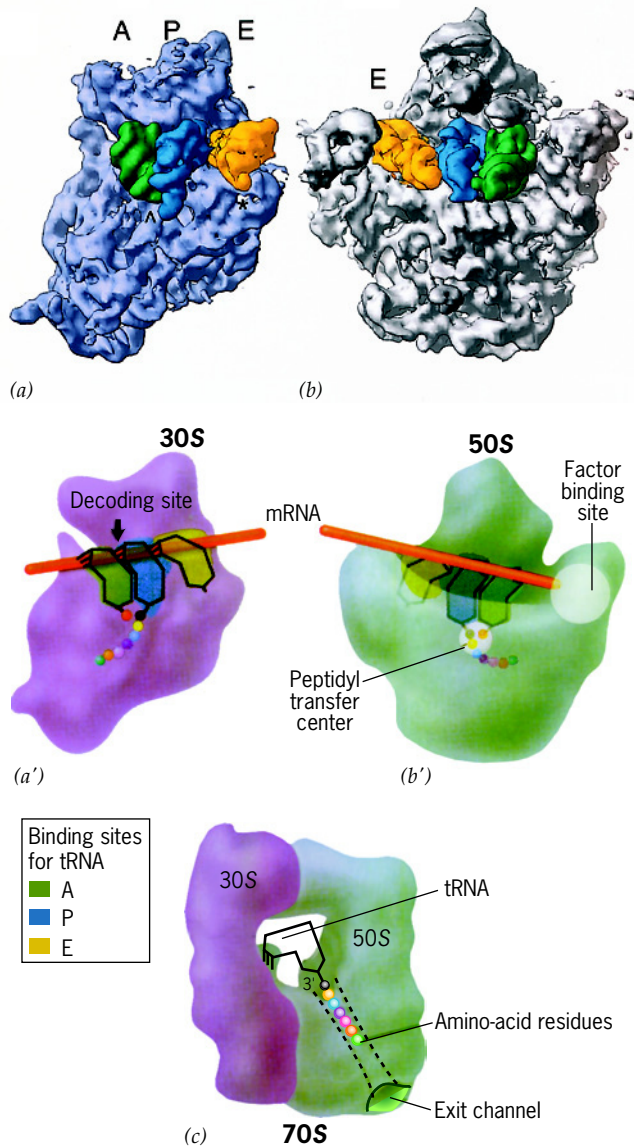 A P E
E
^
*
(a)
(b)
30S
50S
Decoding site
mRNA
Factor
binding
site
Peptidyl
transfer
center
(a')
(b')
Binding sites
for tRNA
A
P
E
30S
50S
tRNA
3'
Amino-acid residues
Exit channel
(c)
70S